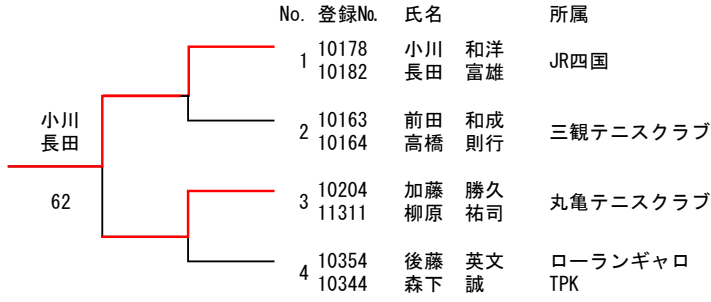 No. 登録No. 氏名 所属
10178 小川 和洋
1 JR四国
10182 長田 富雄
小川
長田
10163 前田 和成
2 三観テニスクラブ
10164 高橋 則行
62
10204 加藤 勝久
3 丸亀テニスクラブ
11311 柳原 祐司
10354 後藤 英文 ローランギャロ
4
10344 森下 誠 TPK